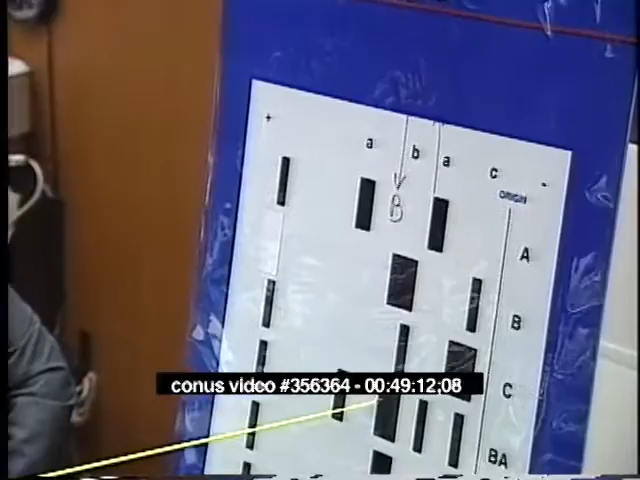 + a b a c -
ORIGIN
B
A
B
C
conus video #356364 - 00:49:12;08
BA